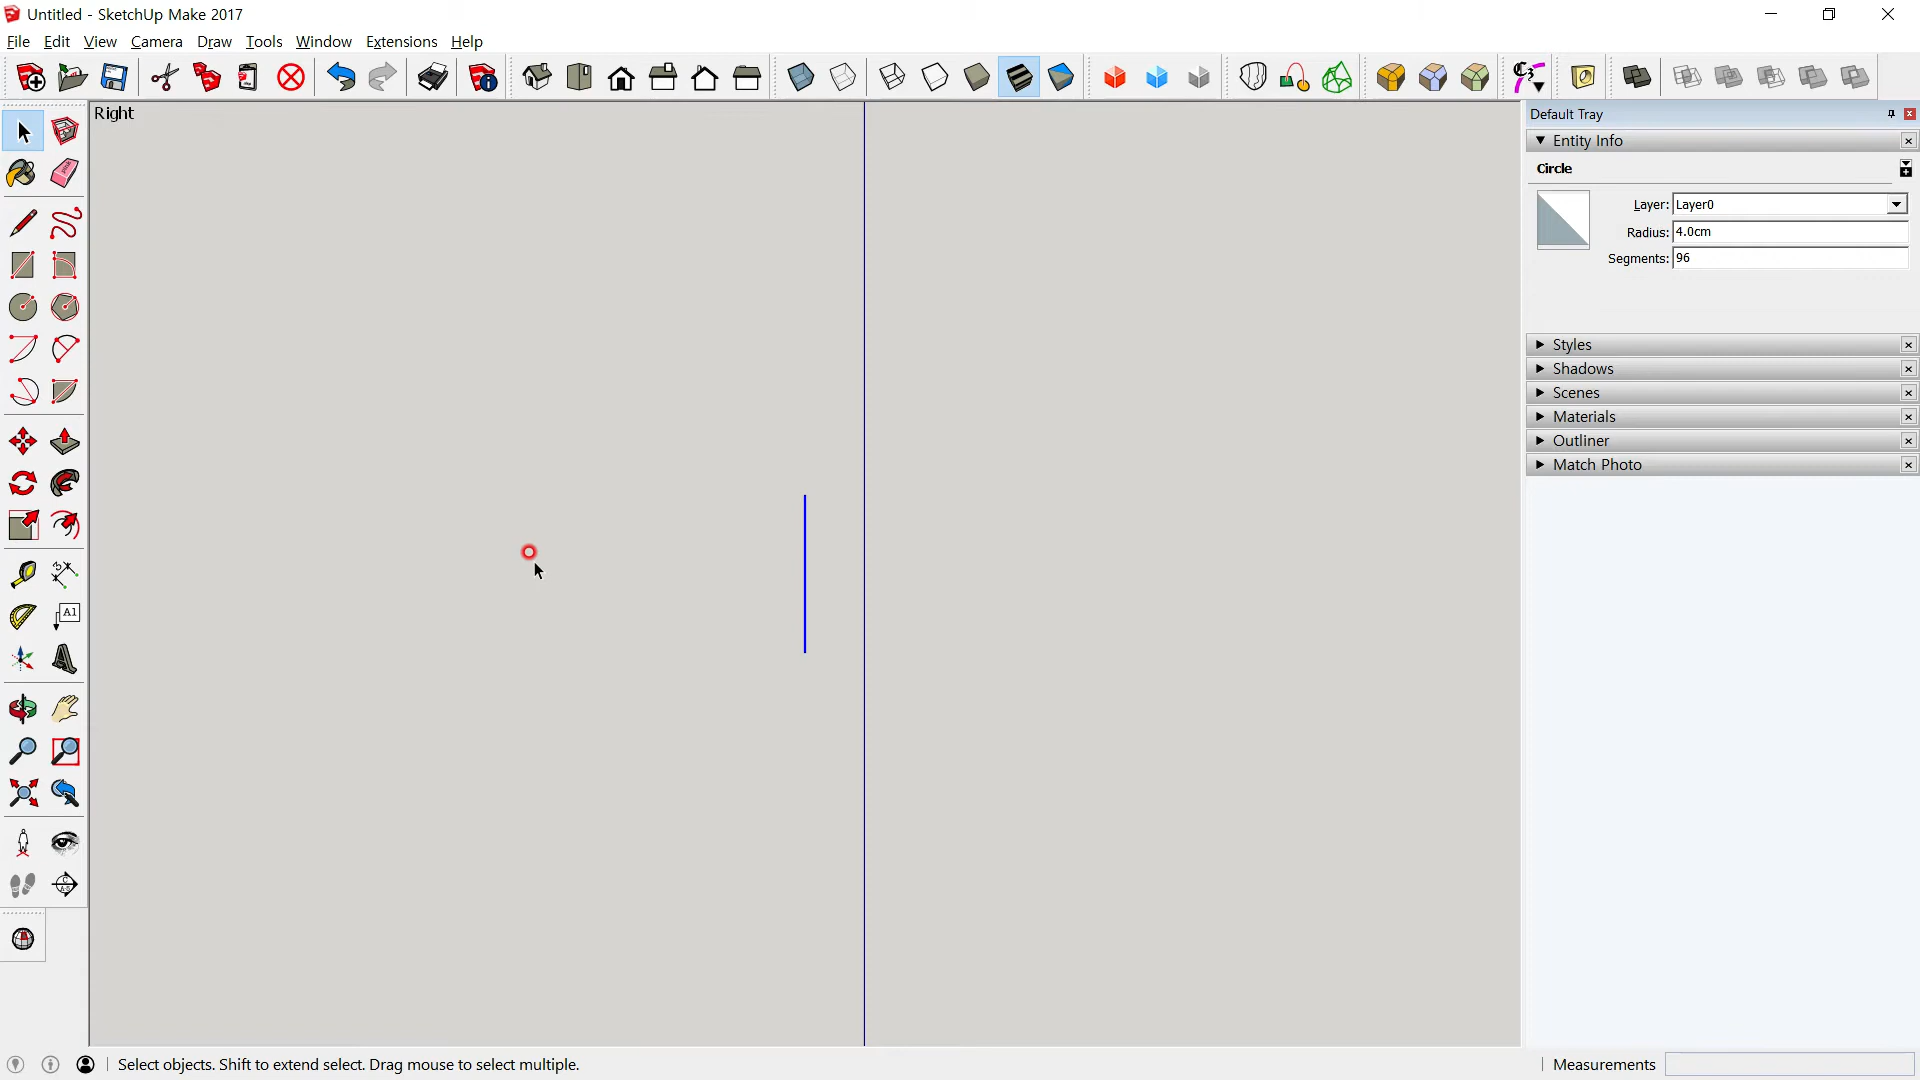 Untitled - SketchUp Make 2017
File Edit View Camera Draw Tools Window Extensions Help
Right
Default Tray
Entity Info
Circle
Layer: Layer0
Radius: 4.0cm
Segments: 96
Styles
Shadows
Scenes
Materials
Outliner
Match Photo
A1
Select objects. Shift to extend select. Drag mouse to select multiple.
Measurements